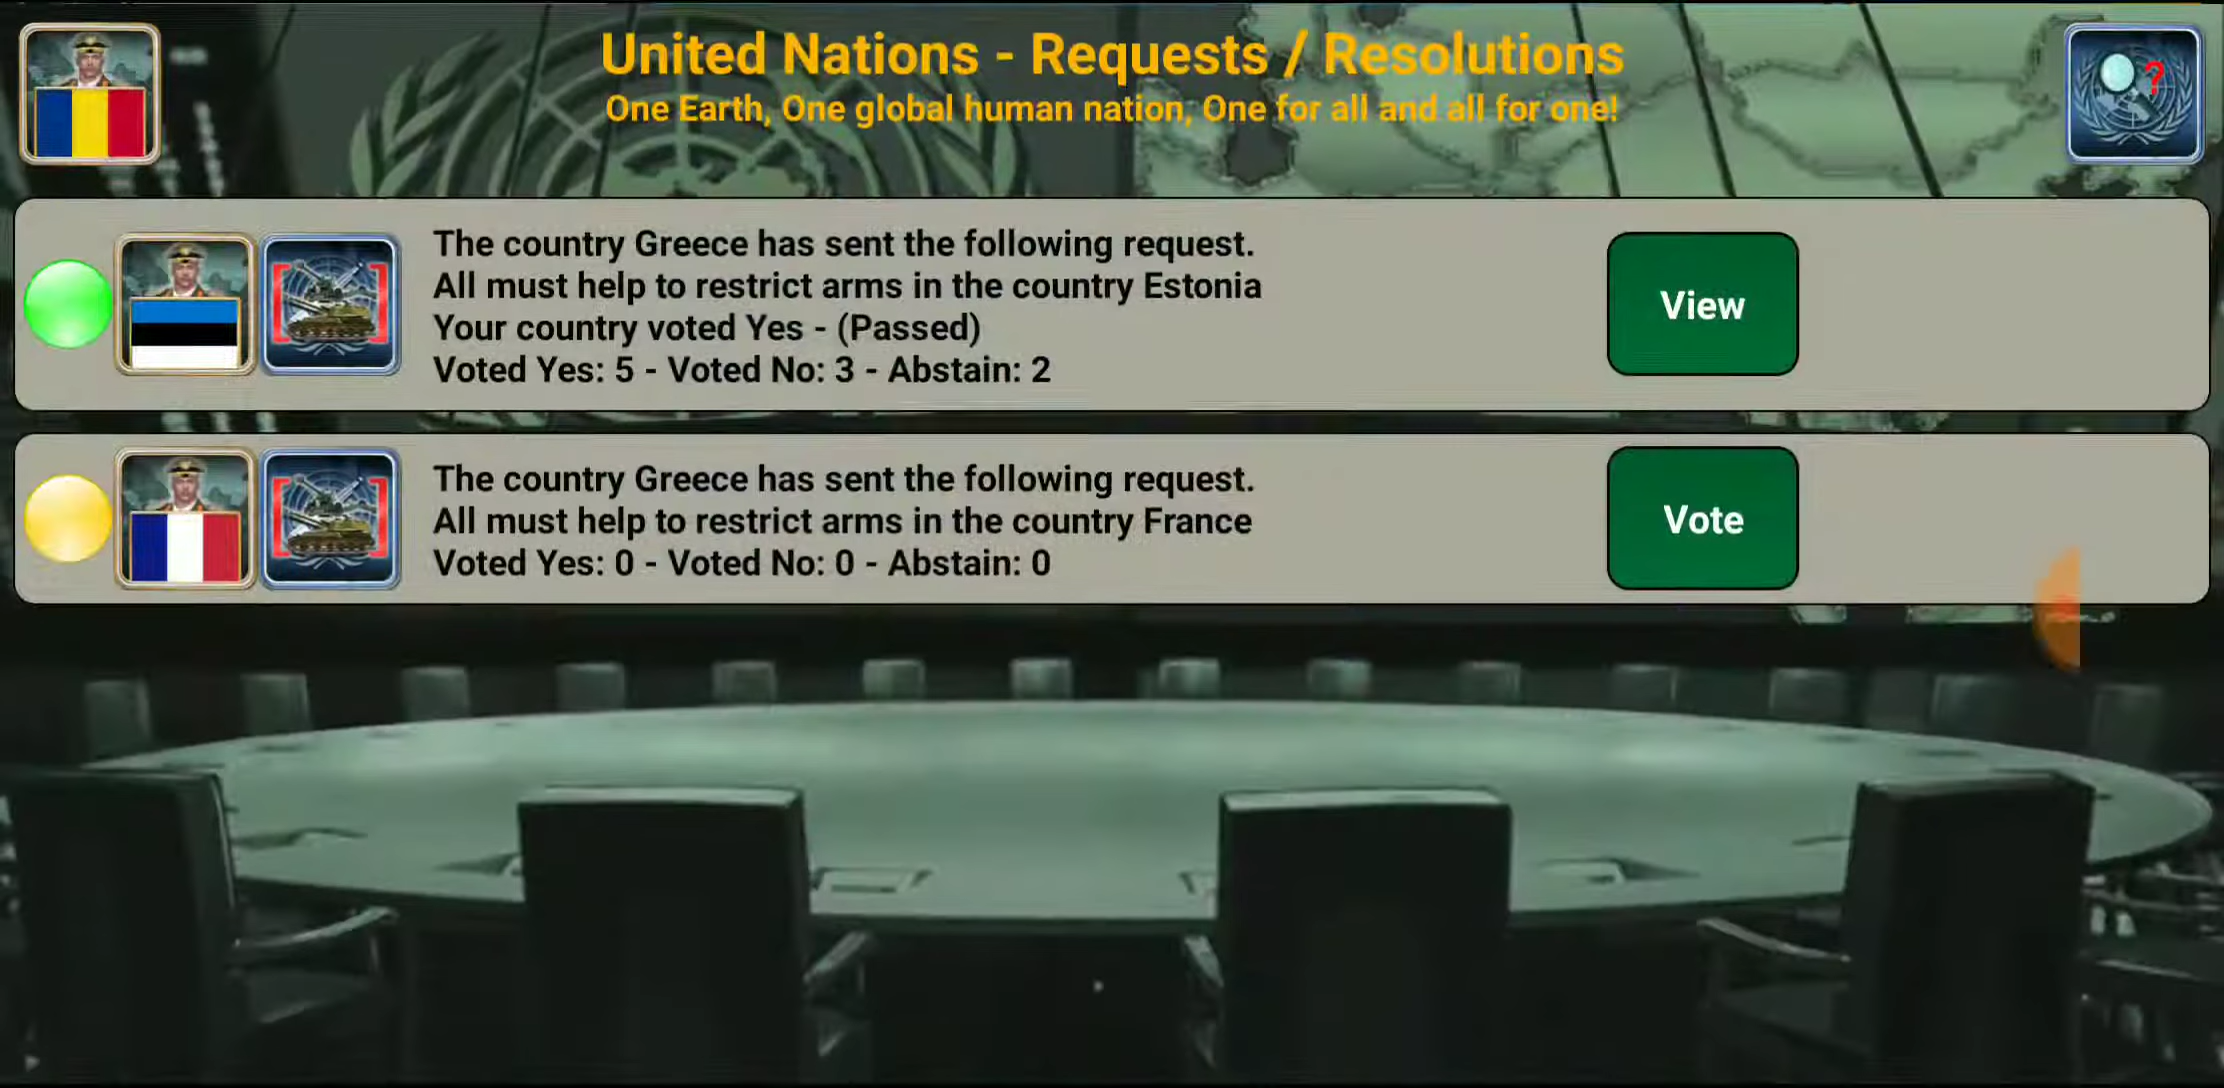 United Nations - Requests / Resolutions
One Earth, One global human nation, One for all and all for one!
The country Greece has sent the following request.
All must help to restrict arms in the country Estonia
Your country voted Yes - (Passed)
Voted Yes: 5 - Voted No: 3 - Abstain: 2
View
The country Greece has sent the following request.
All must help to restrict arms in the country France
Voted Yes: 0 - Voted No: 0 - Abstain: 0
Vote
?